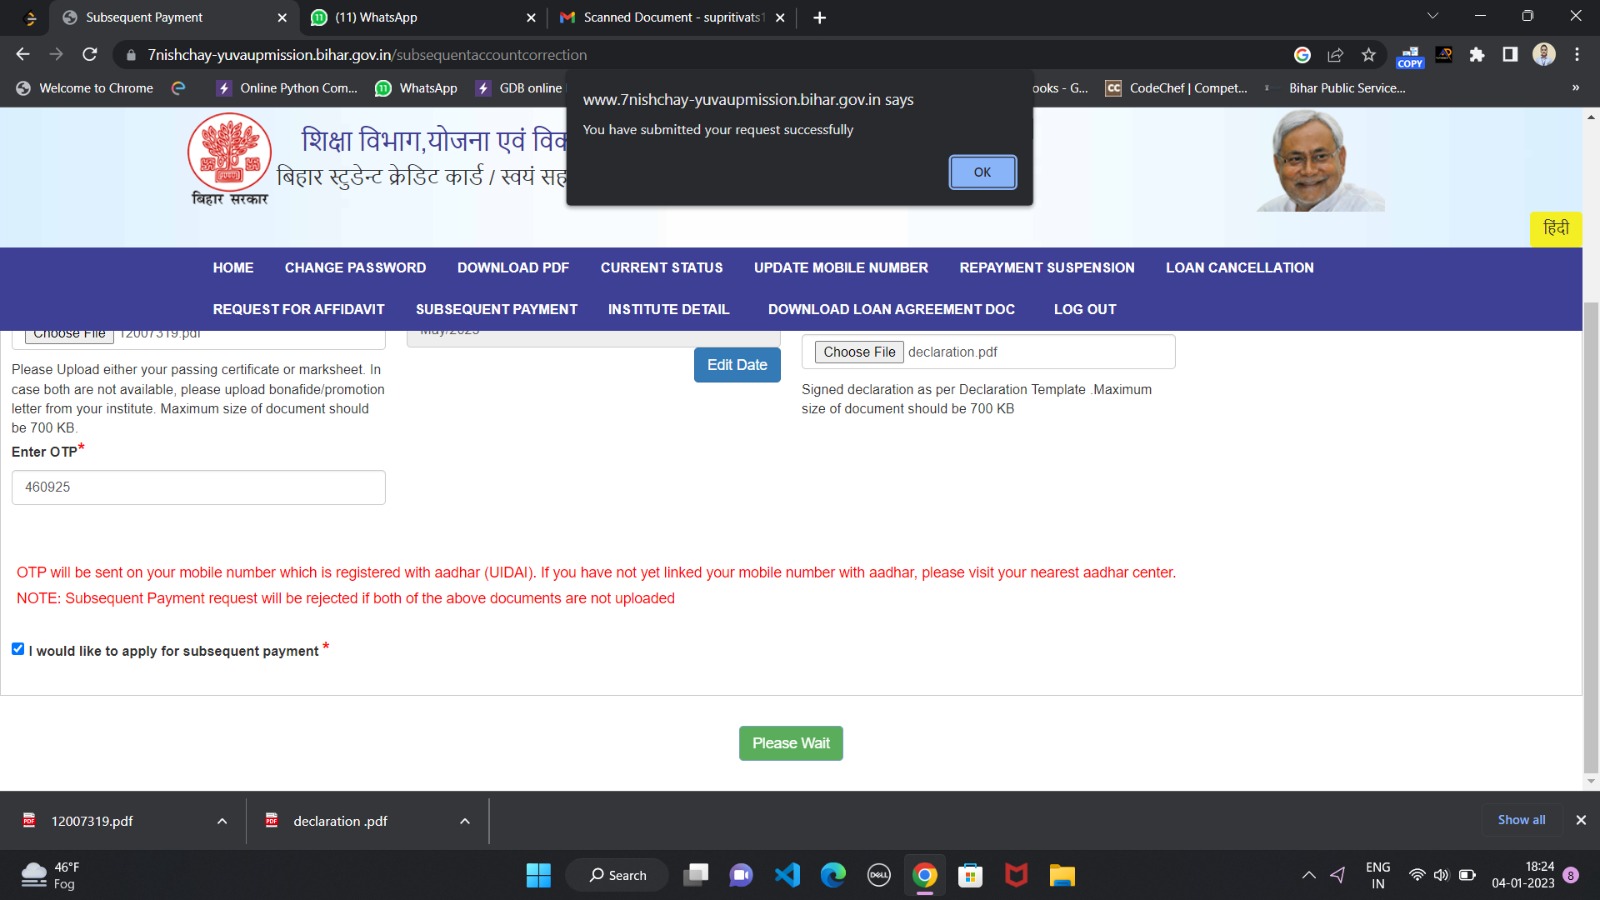 Subsequent Payment
(11) WhatsApp
Scanned Document - supritivats1
7nishchay-yuvaupmission.bihar.gov.in/subsequentaccountcorrection
COPY
Welcome to Chrome
Online Python Com...
11
WhatsApp
GDB online
ooks - G...
CC
CodeChef | Compet...
Bihar Public Service...
»
www.7nishchay-yuvaupmission.bihar.gov.in says
You have submitted your request successfully
OK
शिक्षा विभाग,योजना एवं विक
बिहार स्टुडेन्ट क्रेडिट कार्ड / स्वयं सह
बिहार सरकार
हिंदी
HOME CHANGE PASSWORD DOWNLOAD PDF CURRENT STATUS UPDATE MOBILE NUMBER REPAYMENT SUSPENSION LOAN CANCELLATION
REQUEST FOR AFFIDAVIT SUBSEQUENT PAYMENT INSTITUTE DETAIL DOWNLOAD LOAN AGREEMENT DOC LOG OUT
Choose File 12007319.pdf
May/2023
Edit Date
Choose File declaration.pdf
Please Upload either your passing certificate or marksheet. In
case both are not available, please upload bonafide/promotion
letter from your institute. Maximum size of document should
be 700 KB.
Signed declaration as per Declaration Template .Maximum
size of document should be 700 KB
Enter OTP*
460925
OTP will be sent on your mobile number which is registered with aadhar (UIDAI). If you have not yet linked your mobile number with aadhar, please visit your nearest aadhar center.
NOTE: Subsequent Payment request will be rejected if both of the above documents are not uploaded
I would like to apply for subsequent payment *
Please Wait
12007319.pdf
declaration .pdf
Show all
46°F
Fog
Search
DELL
ENG
IN
18:24
04-01-2023
8